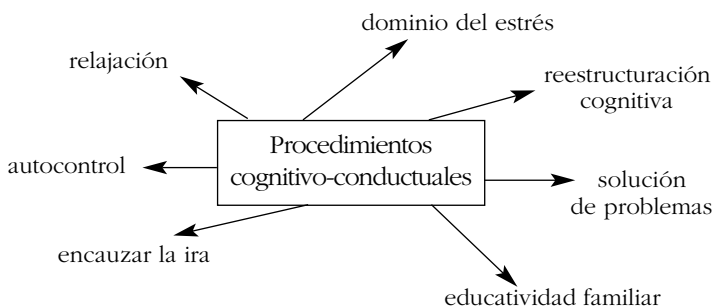 dominio del estrés
relajación
reestructuración
cognitiva
Procedimientos
cognitivo-conductuales
autocontrol
solución
de problemas
encauzar la ira
educatividad familiar